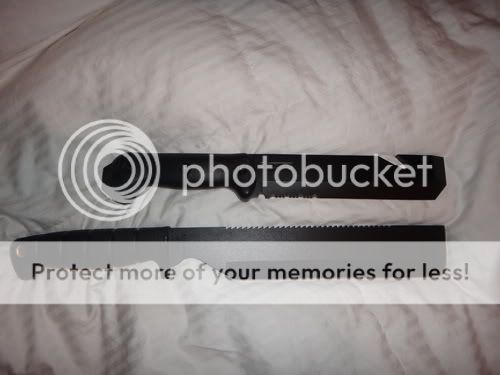 photobucket
Protect more of your memories for less!